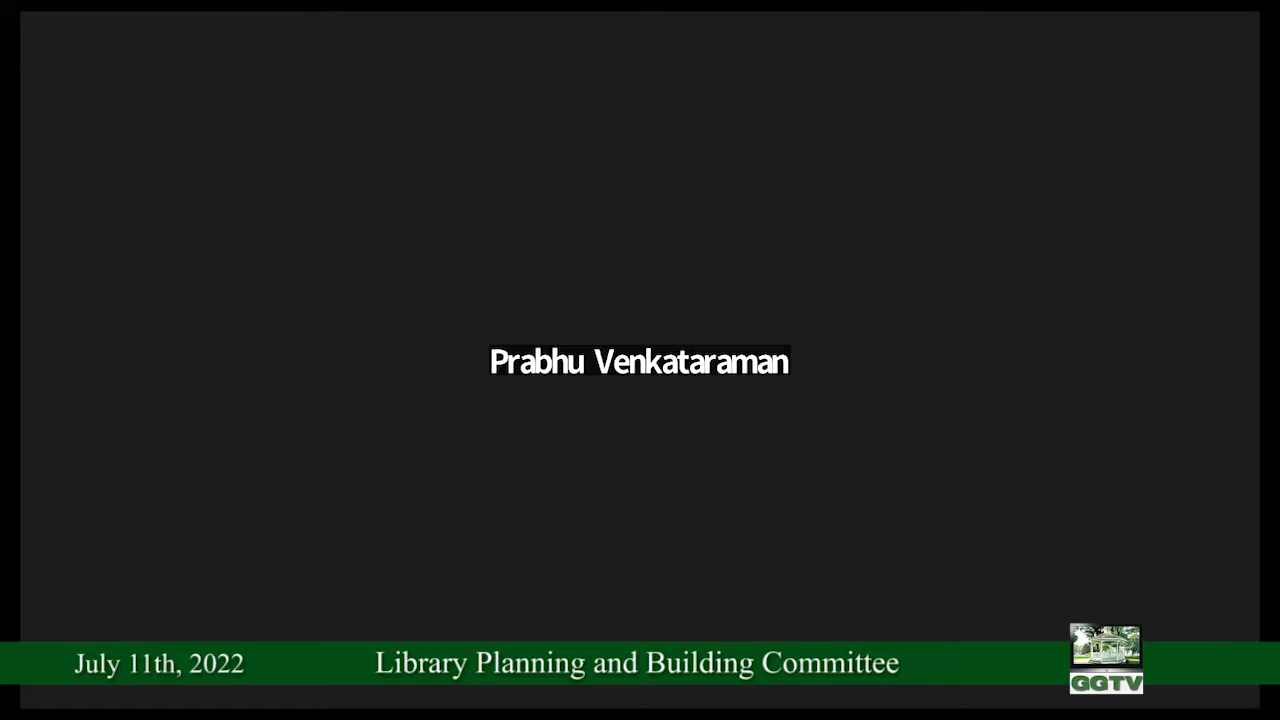 Prabhu Venkataraman
July 11th, 2022
Library Planning and Building Committee
GGTV